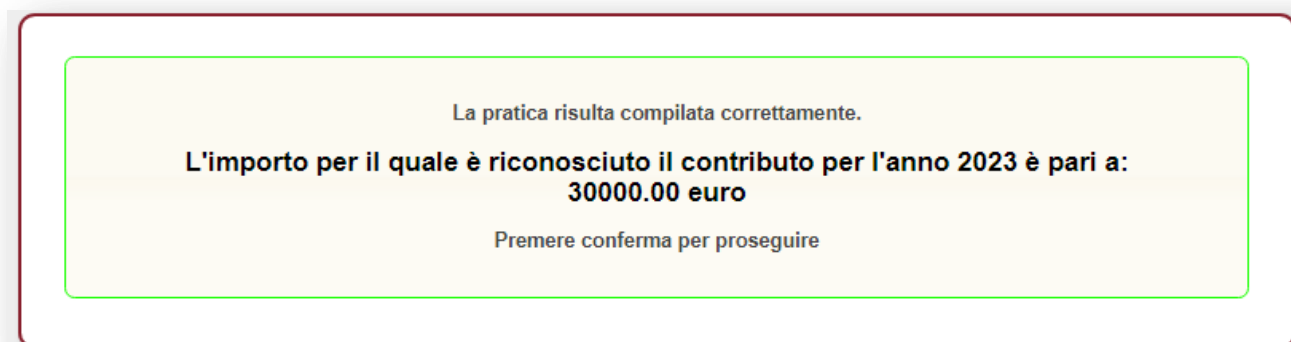 La pratica risulta compilata correttamente.
L'importo per il quale è riconosciuto il contributo per l'anno 2023 è pari a:
30000.00 euro
Premere conferma per proseguire